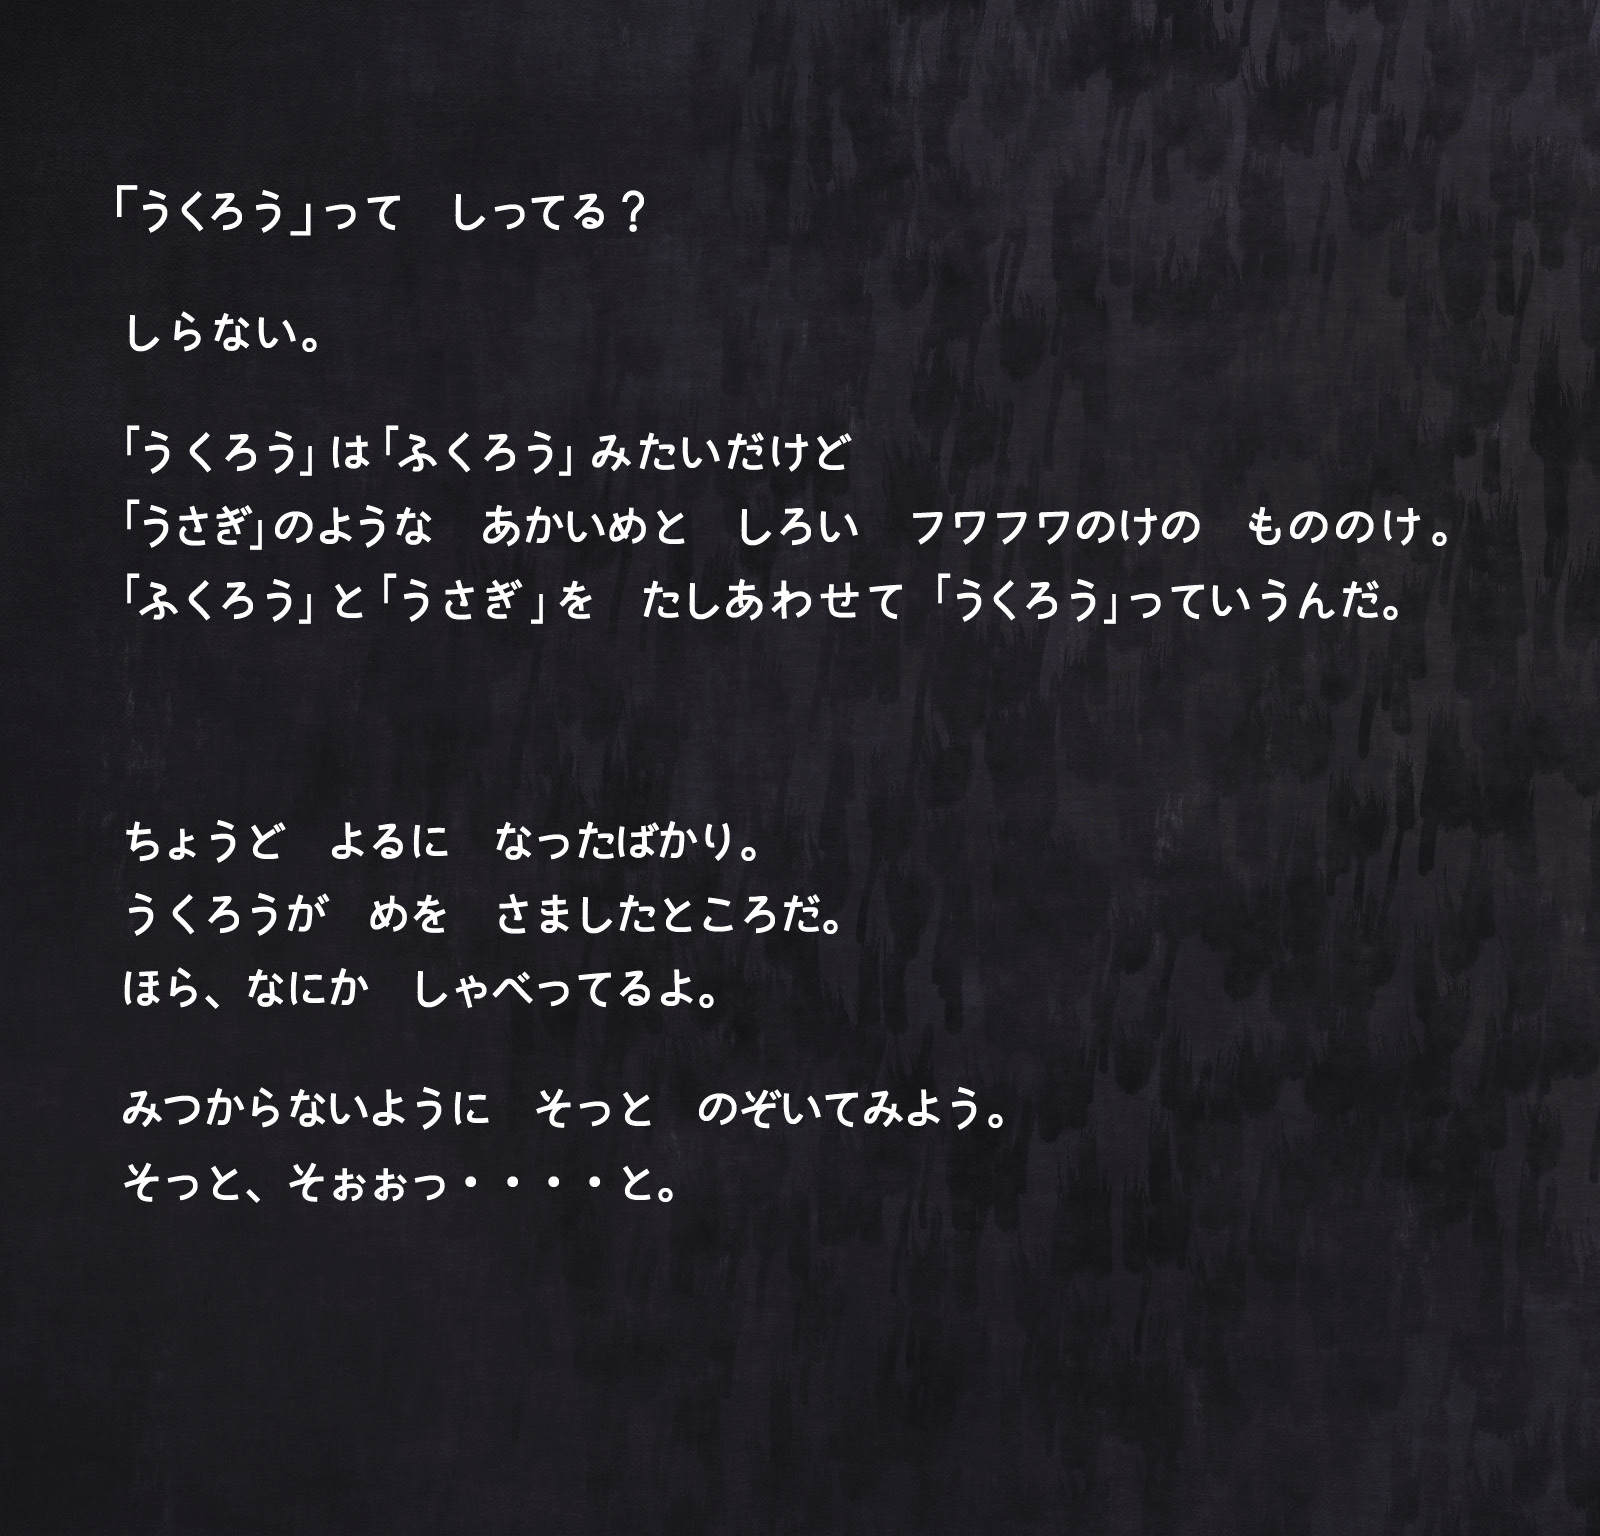 「うくろう」って　しってる？
しらない。
「うくろう」は「ふくろう」みたいだけど
「うさぎ」のような　あかいめと　しろい　フワフワのけの　もののけ。
「ふくろう」と「うさぎ」を　たしあわせて　「うくろう」っていうんだ。
ちょうど　よるに　なったばかり。
うくろうが　めを　さましたところだ。
ほら、なにか　しゃべってるよ。
みつからないように　そっと　のぞいてみよう。
そっと、そぉぉっ・・・・と。